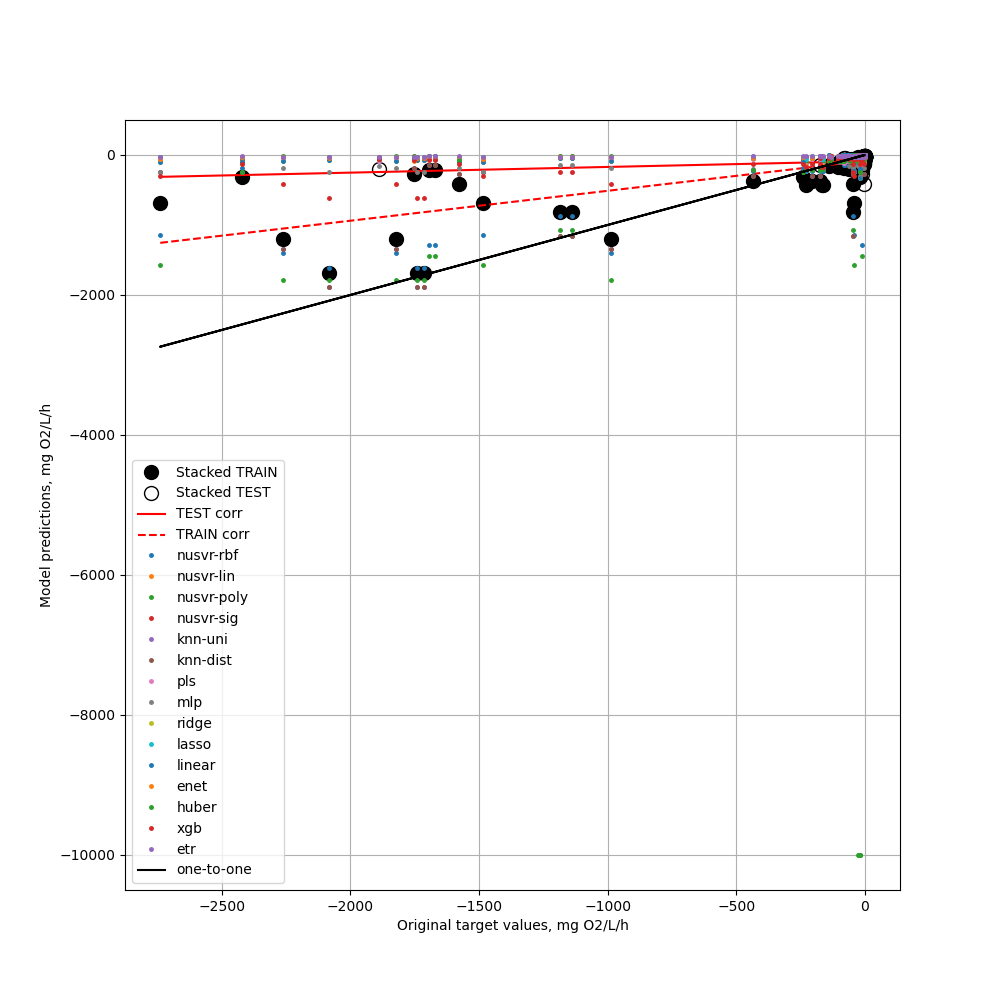 0
−2000
−4000
−6000
−8000
−10000
Model predictions, mg O2/L/h
Stacked TRAIN
Stacked TEST
TEST corr
TRAIN corr
nusvr-rbf
nusvr-lin
nusvr-poly
nusvr-sig
knn-uni
knn-dist
pls
mlp
ridge
lasso
linear
enet
huber
xgb
etr
one-to-one
−2500 −2000 −1500 −1000 −500 0
Original target values, mg O2/L/h